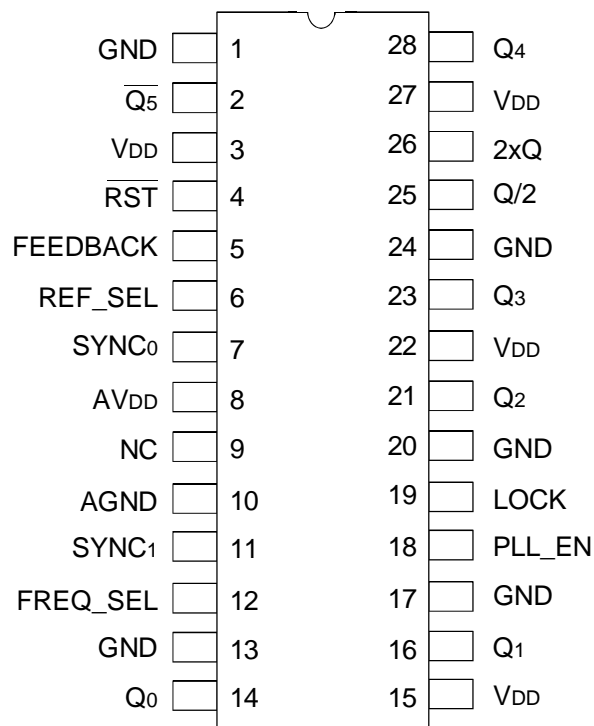 GND 1 28 Q4
Q̅5̅ 2 27 VDD
VDD 3 26 2xQ
R̅S̅T̅ 4 25 Q/2
FEEDBACK 5 24 GND
REF_SEL 6 23 Q3
SYNC0 7 22 VDD
AVDD 8 21 Q2
NC 9 20 GND
AGND 10 19 LOCK
SYNC1 11 18 PLL_EN
FREQ_SEL 12 17 GND
GND 13 16 Q1
Q0 14 15 VDD